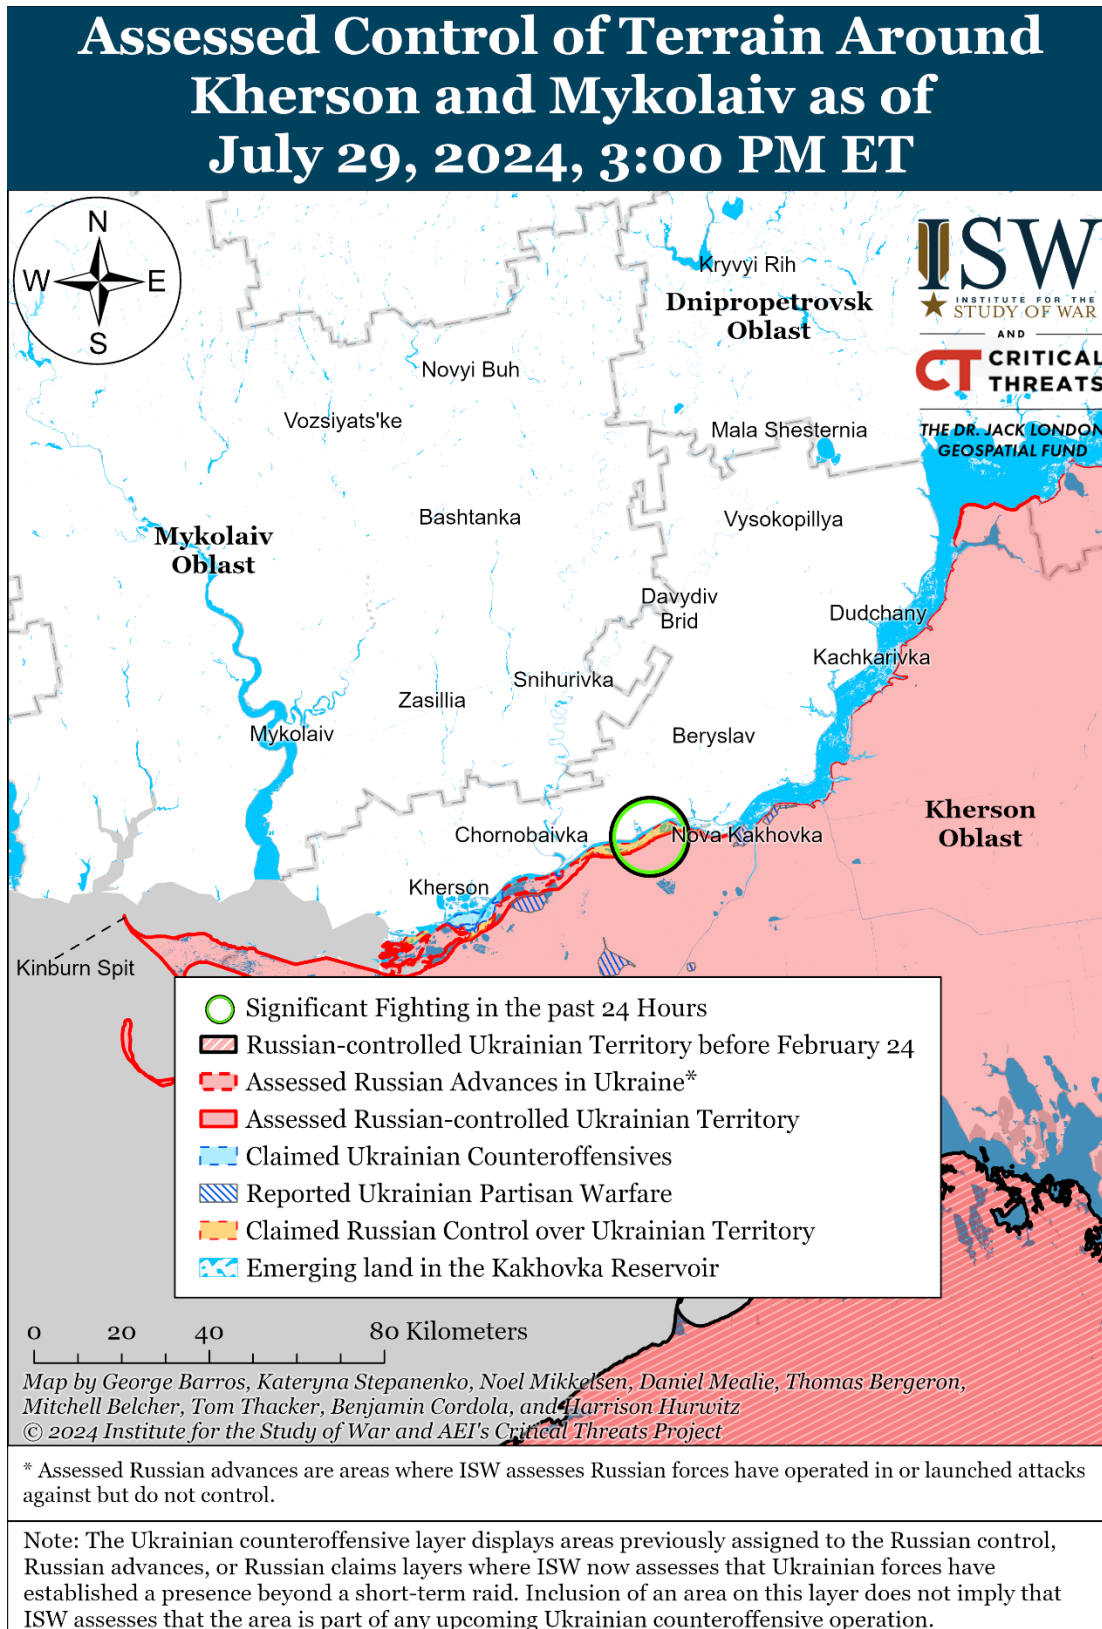 Assessed Control of Terrain Around
Kherson and Mykolaiv as of
July 29, 2024, 3:00 PM ET
N
W
E
S
ISW
INSTITUTE FOR THE
STUDY OF WAR
AND
CT CRITICAL
THREATS
THE DR. JACK LONDON
GEOSPATIAL FUND
Kryvyi Rih
Dnipropetrovsk
Oblast
Novyi Buh
Vozsiyats'ke
Mala Shesternia
Bashtanka
Vysokopillya
Mykolaiv
Oblast
Davydiv
Brid
Dudchany
Kachkarivka
Snihurivka
Zasillia
Mykolaiv
Beryslav
Kherson
Oblast
Chornobaivka
Nova Kakhovka
Kherson
Kinburn Spit
Significant Fighting in the past 24 Hours
Russian-controlled Ukrainian Territory before February 24
Assessed Russian Advances in Ukraine*
Assessed Russian-controlled Ukrainian Territory
Claimed Ukrainian Counteroffensives
Reported Ukrainian Partisan Warfare
Claimed Russian Control over Ukrainian Territory
Emerging land in the Kakhovka Reservoir
0 20 40 80 Kilometers
Map by George Barros, Kateryna Stepanenko, Noel Mikkelsen, Daniel Mealie, Thomas Bergeron,
Mitchell Belcher, Tom Thacker, Benjamin Cordola, and Harrison Hurwitz
© 2024 Institute for the Study of War and AEI's Critical Threats Project
* Assessed Russian advances are areas where ISW assesses Russian forces have operated in or launched attacks
against but do not control.
Note: The Ukrainian counteroffensive layer displays areas previously assigned to the Russian control,
Russian advances, or Russian claims layers where ISW now assesses that Ukrainian forces have
established a presence beyond a short-term raid. Inclusion of an area on this layer does not imply that
ISW assesses that the area is part of any upcoming Ukrainian counteroffensive operation.